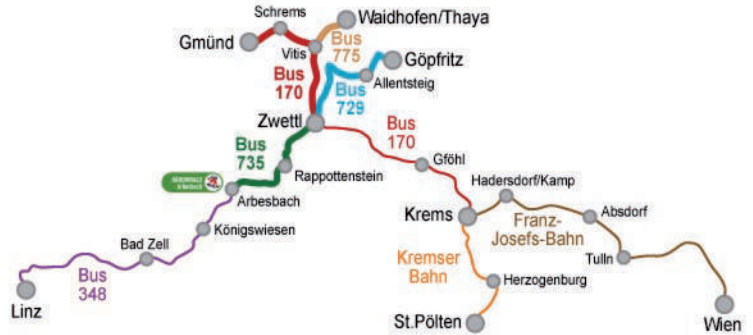 Schrems
Waidhofen/Thaya
Gmünd
Vitis
Bus
775
Göpfritz
Bus
170
Bus
729
Allentsteig
Zwettl
Bus
170
Bus
735
Gföhl
Rappottenstein
Hadersdorf/Kamp
Arbesbach
Krems
Absdorf
Franz-
Josefs-Bahn
Königswiesen
Bad Zell
Kremser
Bahn
Tulln
Bus
348
Herzogenburg
Linz
St.Pölten
Wien